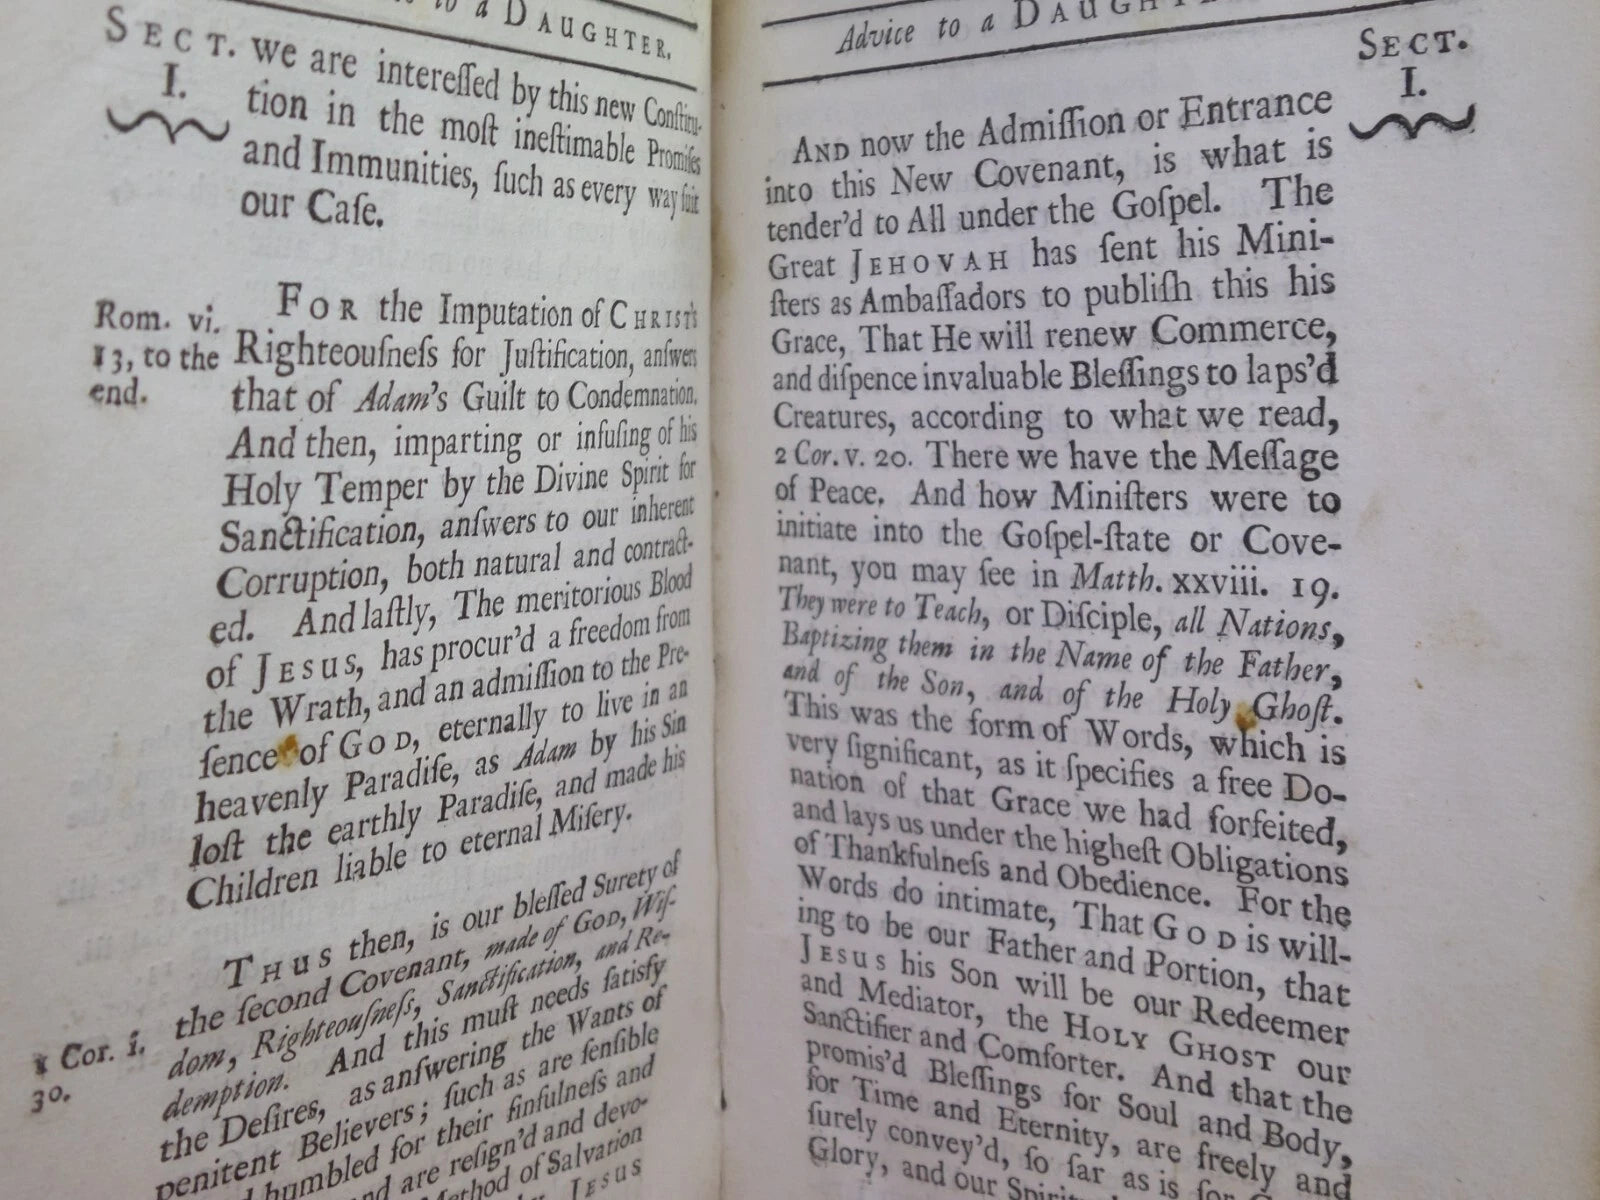 to a DAUGHTER.
SECT.
I.
we are intereſſed by this new Conſtitu-
tion in the moſt ineſtimable Promiſes
and Immunities, ſuch as every way ſuit
our Caſe.
Rom. vi.
13, to the
end.
FOR the Imputation of CHRIST's
Righteouſneſs for Juſtification, anſwers
that of Adam's Guilt to Condemnation.
And then, imparting or infuſing of his
Holy Temper by the Divine Spirit for
Sanctification, anſwers to our inherent
Corruption, both natural and contract-
ed. And laſtly, The meritorious Blood
of JESUS, has procur'd a freedom from
the Wrath, and an admiſſion to the Pre-
ſence of GOD, eternally to live in an
heavenly Paradiſe, as Adam by his Sin
loſt the earthly Paradiſe, and made his
Children liable to eternal Miſery.
1 Cor. i.
30.
THUS then, is our bleſſed Surety of
the ſecond Covenant, made of GOD, Wiſ-
dom, Righteouſneſs, Sanctification, and Re-
demption. And this muſt needs ſatisfy
the Deſires, as anſwering the Wants of
penitent Believers; ſuch as are ſenſible
humbled for their ſinfulneſs and
are reſign'd and devo-
Method of Salvation
JESUS
Advice to a DAUGHTE
SECT.
I.
AND now the Admiſſion or Entrance
into this New Covenant, is what is
tender'd to All under the Goſpel. The
Great JEHOVAH has ſent his Mini-
ſters as Ambaſſadors to publiſh this his
Grace, That He will renew Commerce,
and diſpence invaluable Bleſſings to laps'd
Creatures, according to what we read,
2 Cor. v. 20. There we have the Meſſage
of Peace. And how Miniſters were to
initiate into the Goſpel-ſtate or Cove-
nant, you may ſee in Matth. xxviii. 19.
They were to Teach, or Diſciple, all Nations,
Baptizing them in the Name of the Father,
and of the Son, and of the Holy Ghoſt.
This was the form of Words, which is
very ſignificant, as it ſpecifies a free Do-
nation of that Grace we had forfeited,
and lays us under the higheſt Obligations
of Thankfulneſs and Obedience. For the
Words do intimate, That GOD is will-
ing to be our Father and Portion, that
JESUS his Son will be our Redeemer
and Mediator, the HOLY GHOST our
Sanctifier and Comforter. And that the
promis'd Bleſſings for Soul and Body,
for Time and Eternity, are freely and
ſurely convey'd, ſo far as is for
Glory, and our